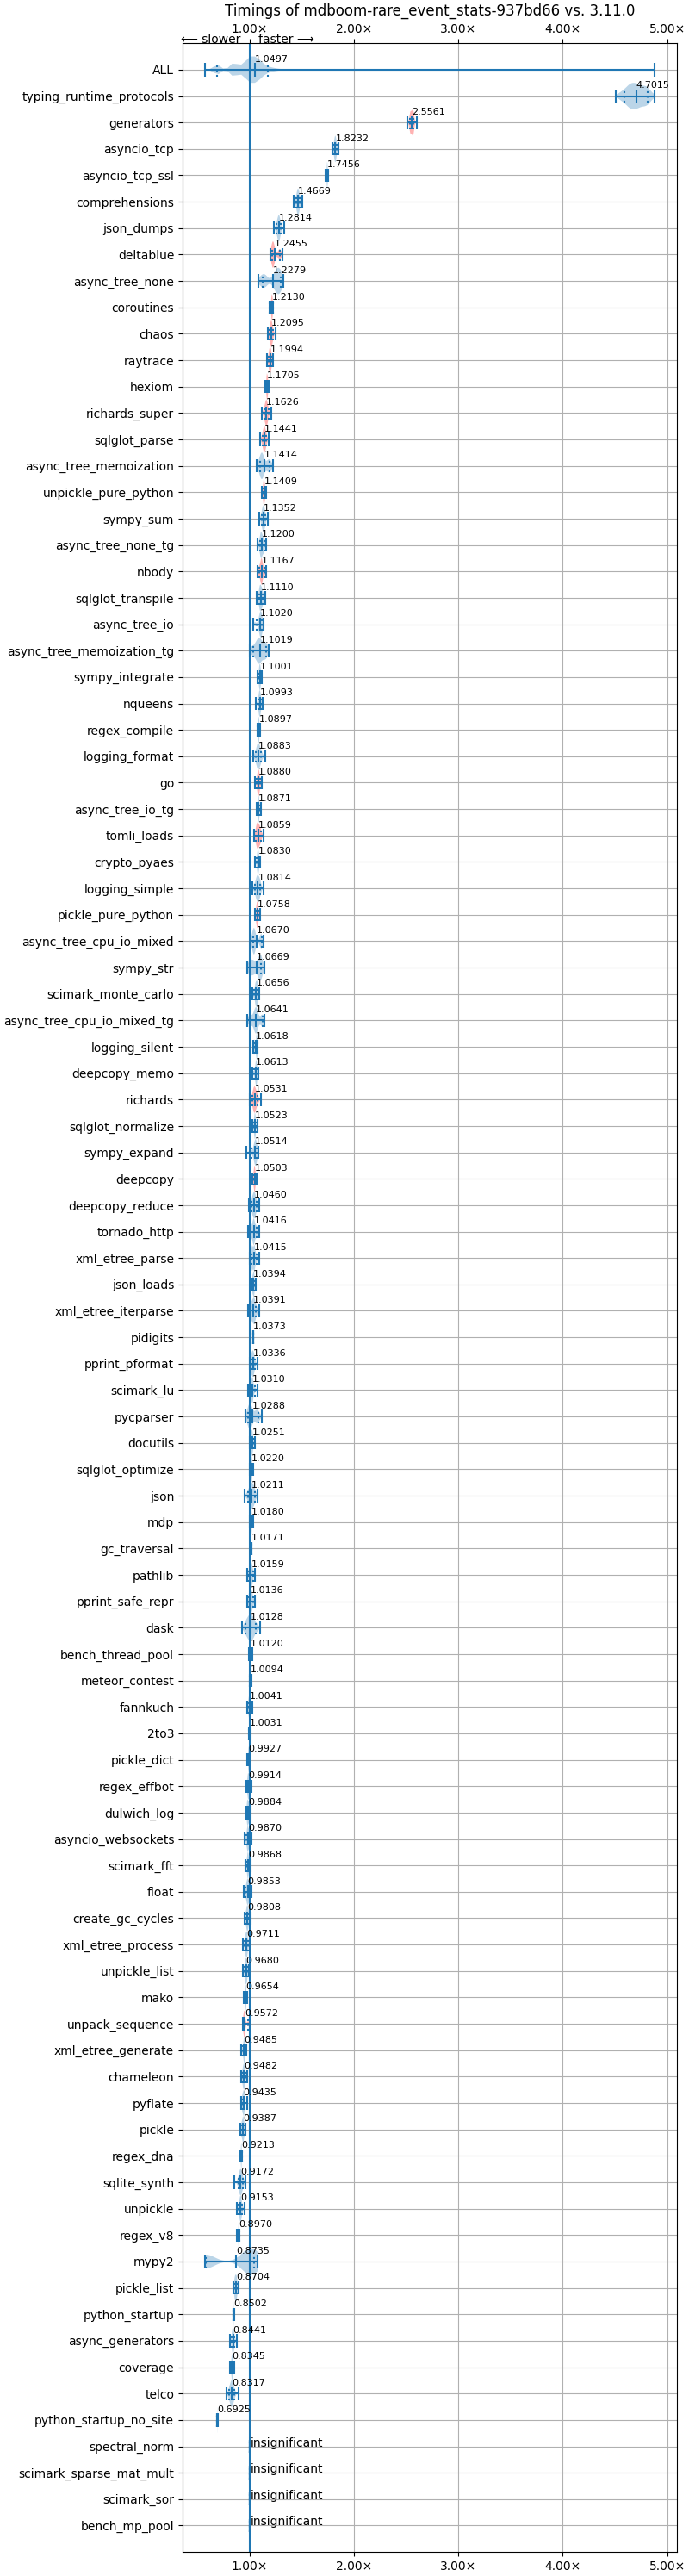 Timings of mdboom-rare_event_stats-937bd66 vs. 3.11.0
1.00× 2.00× 3.00× 4.00× 5.00×
⟵ slower faster ⟶
ALL 1.0497
typing_runtime_protocols 4.7015
generators 2.5561
asyncio_tcp 1.8232
asyncio_tcp_ssl 1.7456
comprehensions 1.4669
json_dumps 1.2814
deltablue 1.2455
async_tree_none 1.2279
coroutines 1.2130
chaos 1.2095
raytrace 1.1994
hexiom 1.1705
richards_super 1.1626
sqlglot_parse 1.1441
async_tree_memoization 1.1414
unpickle_pure_python 1.1409
sympy_sum 1.1352
async_tree_none_tg 1.1200
nbody 1.1167
sqlglot_transpile 1.1110
async_tree_io 1.1020
async_tree_memoization_tg 1.1019
sympy_integrate 1.1001
nqueens 1.0993
regex_compile 1.0897
logging_format 1.0883
go 1.0880
async_tree_io_tg 1.0871
tomli_loads 1.0859
crypto_pyaes 1.0830
logging_simple 1.0814
pickle_pure_python 1.0758
async_tree_cpu_io_mixed 1.0670
sympy_str 1.0669
scimark_monte_carlo 1.0656
async_tree_cpu_io_mixed_tg 1.0641
logging_silent 1.0618
deepcopy_memo 1.0613
richards 1.0531
sqlglot_normalize 1.0523
sympy_expand 1.0514
deepcopy 1.0503
deepcopy_reduce 1.0460
tornado_http 1.0416
xml_etree_parse 1.0415
json_loads 1.0394
xml_etree_iterparse 1.0391
pidigits 1.0373
pprint_pformat 1.0336
scimark_lu 1.0310
pycparser 1.0288
docutils 1.0251
sqlglot_optimize 1.0220
json 1.0211
mdp 1.0180
gc_traversal 1.0171
pathlib 1.0159
pprint_safe_repr 1.0136
dask 1.0128
bench_thread_pool 1.0120
meteor_contest 1.0094
fannkuch 1.0041
2to3 1.0031
pickle_dict 0.9927
regex_effbot 0.9914
dulwich_log 0.9884
asyncio_websockets 0.9870
scimark_fft 0.9868
float 0.9853
create_gc_cycles 0.9808
xml_etree_process 0.9711
unpickle_list 0.9680
mako 0.9654
unpack_sequence 0.9572
xml_etree_generate 0.9485
chameleon 0.9482
pyflate 0.9435
pickle 0.9387
regex_dna 0.9213
sqlite_synth 0.9172
unpickle 0.9153
regex_v8 0.8970
mypy2 0.8735
pickle_list 0.8704
python_startup 0.8502
async_generators 0.8441
coverage 0.8345
telco 0.8317
python_startup_no_site 0.6925
spectral_norm insignificant
scimark_sparse_mat_mult insignificant
scimark_sor insignificant
bench_mp_pool insignificant
1.00× 2.00× 3.00× 4.00× 5.00×